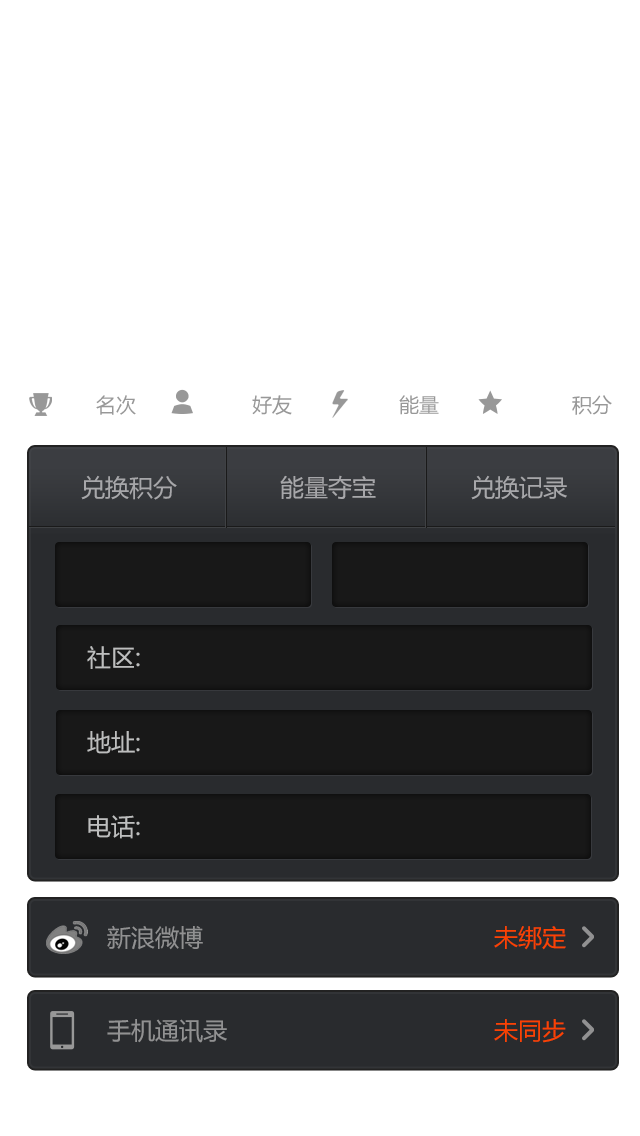 名次 好友 能量 积分
兑换积分 能量夺宝 兑换记录
社区:
地址:
电话:
新浪微博 未绑定
手机通讯录 未同步